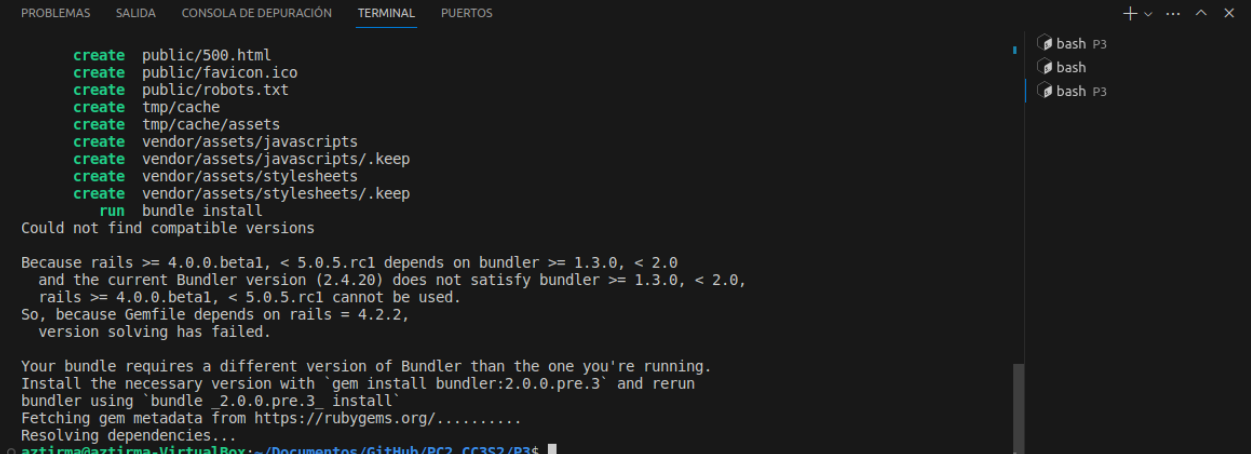 PROBLEMAS SALIDA CONSOLA DE DEPURACIÓN TERMINAL PUERTOS
create public/500.html
create public/favicon.ico
create public/robots.txt
create tmp/cache
create tmp/cache/assets
create vendor/assets/javascripts
create vendor/assets/javascripts/.keep
create vendor/assets/stylesheets
create vendor/assets/stylesheets/.keep
run bundle install
Could not find compatible versions
Because rails >= 4.0.0.beta1, < 5.0.5.rc1 depends on bundler >= 1.3.0, < 2.0
and the current Bundler version (2.4.20) does not satisfy bundler >= 1.3.0, < 2.0,
rails >= 4.0.0.beta1, < 5.0.5.rc1 cannot be used.
So, because Gemfile depends on rails = 4.2.2,
version solving has failed.
Your bundle requires a different version of Bundler than the one you're running.
Install the necessary version with `gem install bundler:2.0.0.pre.3` and rerun
bundler using `bundle _2.0.0.pre.3_ install`
Fetching gem metadata from https://rubygems.org/..........
Resolving dependencies...
aztirma@aztirma-VirtualBox:~/Documentos/GitHub/PC2_CC3S2/P3$
bash P3
bash
bash P3